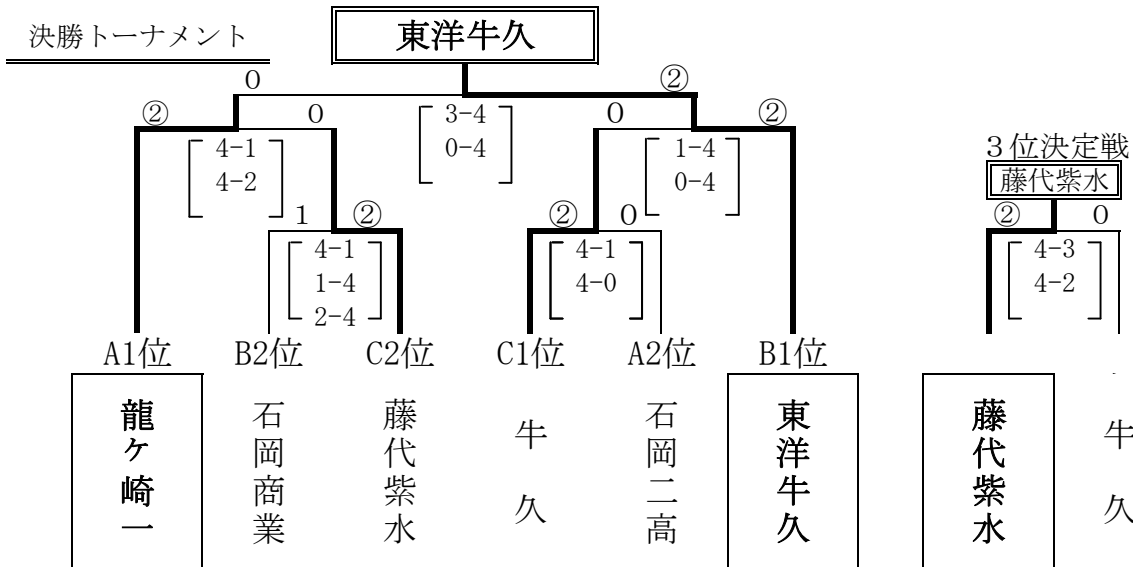 決勝トーナメント
東洋牛久
0
②
②
0
3-4
0-4
0
②
4-1
4-2
1-4
0-4
3位決定戦
藤代紫水
1
②
②
0
②
0
4-1
1-4
2-4
4-1
4-0
4-3
4-2
A1位
B2位
C2位
C1位
A2位
B1位
龍ケ崎一
石岡商業
藤代紫水
牛久
石岡二高
東洋牛久
藤代紫水
牛久